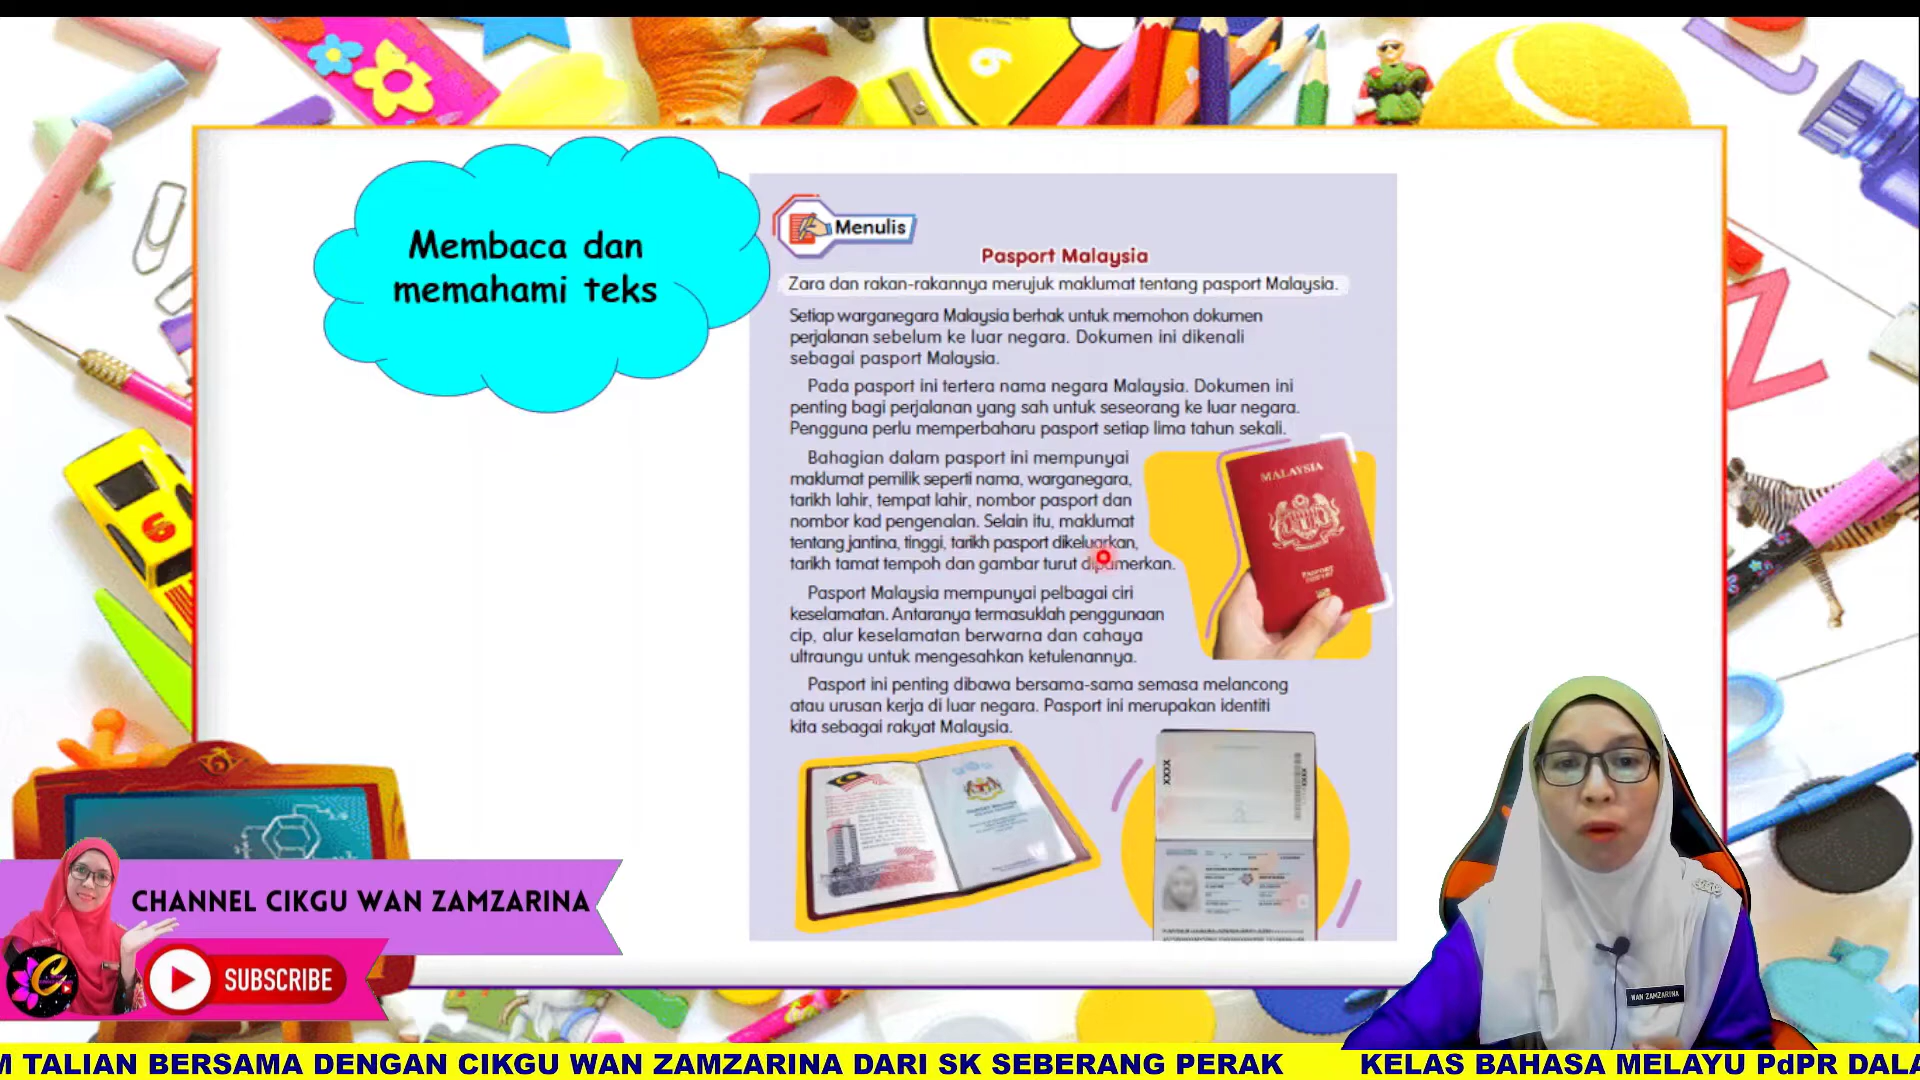 Membaca dan
memahami teks
Menulis
Pasport Malaysia
Zara dan rakan-rakannya merujuk maklumat tentang pasport Malaysia.
Setiap warganegara Malaysia berhak untuk memohon dokumen
perjalanan sebelum ke luar negara. Dokumen ini dikenali
sebagai pasport Malaysia.
Pada pasport ini tertera nama negara Malaysia. Dokumen ini
penting bagi perjalanan yang sah untuk seseorang ke luar negara.
Pengguna perlu memperbaharu pasport setiap lima tahun sekali.
Bahagian dalam pasport ini mempunyai
maklumat pemilik seperti nama, warganegara,
tarikh lahir, tempat lahir, nombor pasport dan
nombor kad pengenalan. Selain itu, maklumat
tentang jantina, tinggi, tarikh pasport dikeluarkan,
tarikh tamat tempoh dan gambar turut dipamerkan.
MALAYSIA
Pasport Malaysia mempunyai pelbagai ciri
keselamatan. Antaranya termasuklah penggunaan
cip, alur keselamatan berwarna dan cahaya
ultraungu untuk mengesahkan ketulenannya.
Pasport ini penting dibawa bersama-sama semasa melancong
atau urusan kerja di luar negara. Pasport ini merupakan identiti
kita sebagai rakyat Malaysia.
XXXX
6
6
CHANNEL CIKGU WAN ZAMZARINA
SUBSCRIBE
WAN ZAMZARINA
M TALIAN BERSAMA DENGAN CIKGU WAN ZAMZARINA DARI SK SEBERANG PERAK KELAS BAHASA MELAYU PdPR DALA